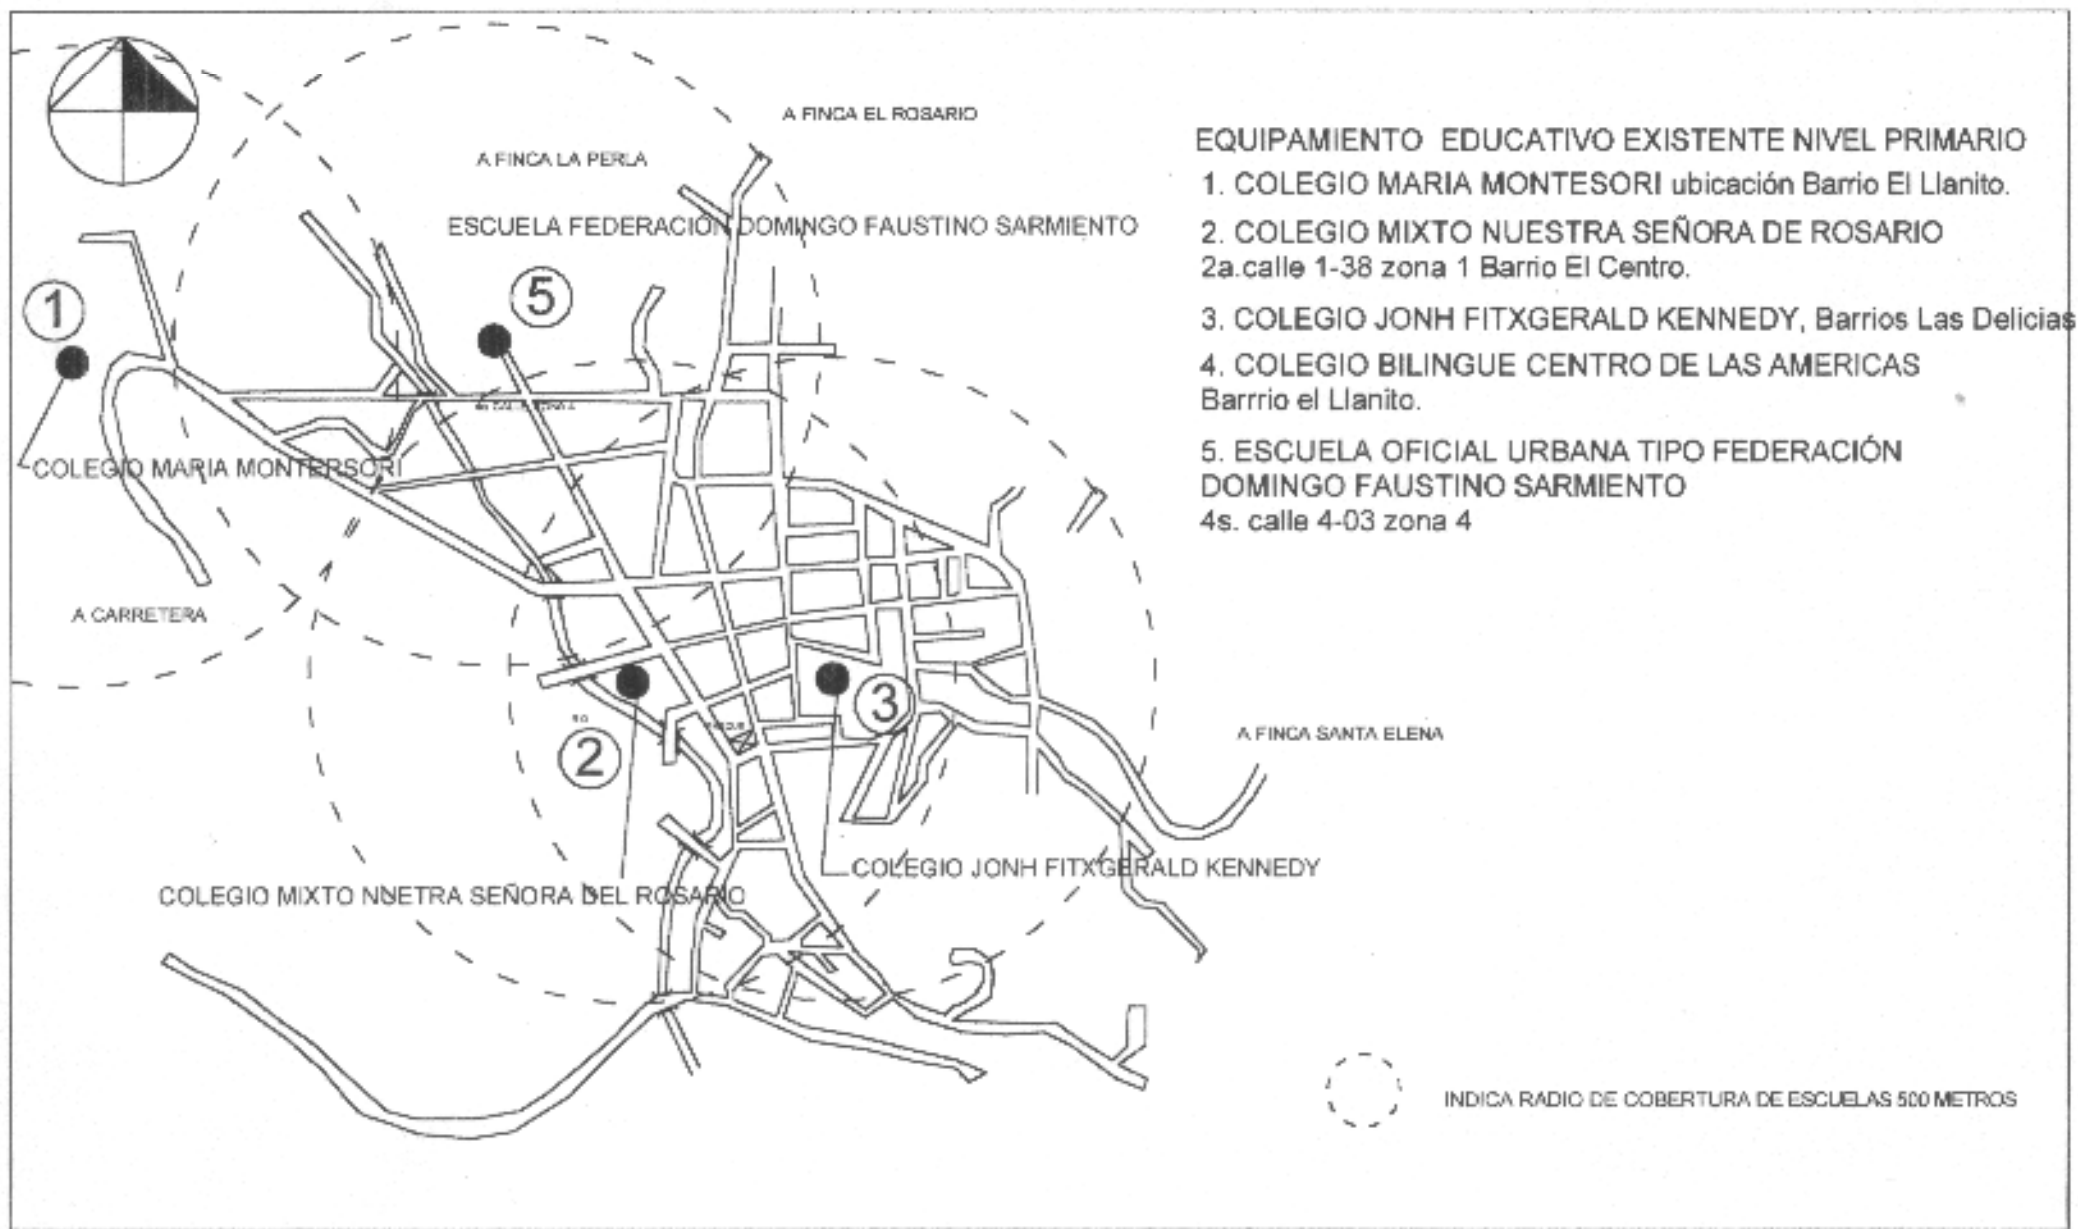 A FINCA EL ROSARIO
A FINCA LA PERLA
ESCUELA FEDERACIÓN DOMINGO FAUSTINO SARMIENTO
5
1
COLEGIO MARIA MONTERSORI
A CARRETERA
3
2
A FINCA SANTA ELENA
COLEGIO JONH FITXGERALD KENNEDY
COLEGIO MIXTO NNETRA SEÑORA DEL ROSARIO
EQUIPAMIENTO EDUCATIVO EXISTENTE NIVEL PRIMARIO
1. COLEGIO MARIA MONTESORI ubicación Barrio El Llanito.
2. COLEGIO MIXTO NUESTRA SEÑORA DE ROSARIO
2a.calle 1-38 zona 1 Barrio El Centro.
3. COLEGIO JONH FITXGERALD KENNEDY, Barrios Las Delicias
4. COLEGIO BILINGUE CENTRO DE LAS AMERICAS
Barrrio el Llanito.
5. ESCUELA OFICIAL URBANA TIPO FEDERACIÓN
DOMINGO FAUSTINO SARMIENTO
4s. calle 4-03 zona 4
INDICA RADIO DE COBERTURA DE ESCUELAS 500 METROS